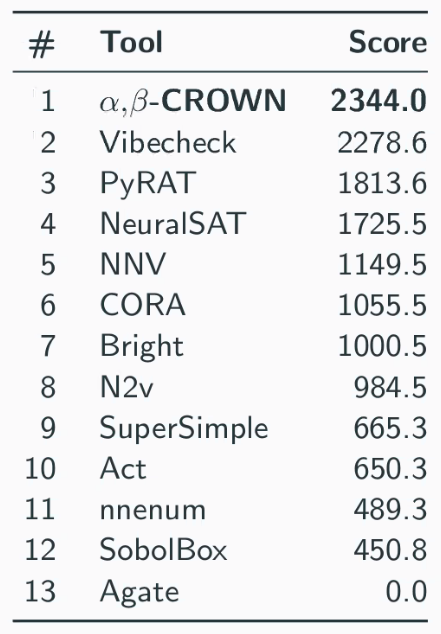 # Tool Score
1 α,β-CROWN 2344.0
2 Vibecheck 2278.6
3 PyRAT 1813.6
4 NeuralSAT 1725.5
5 NNV 1149.5
6 CORA 1055.5
7 Bright 1000.5
8 N2v 984.5
9 SuperSimple 665.3
10 Act 650.3
11 nnenum 489.3
12 SobolBox 450.8
13 Agate 0.0